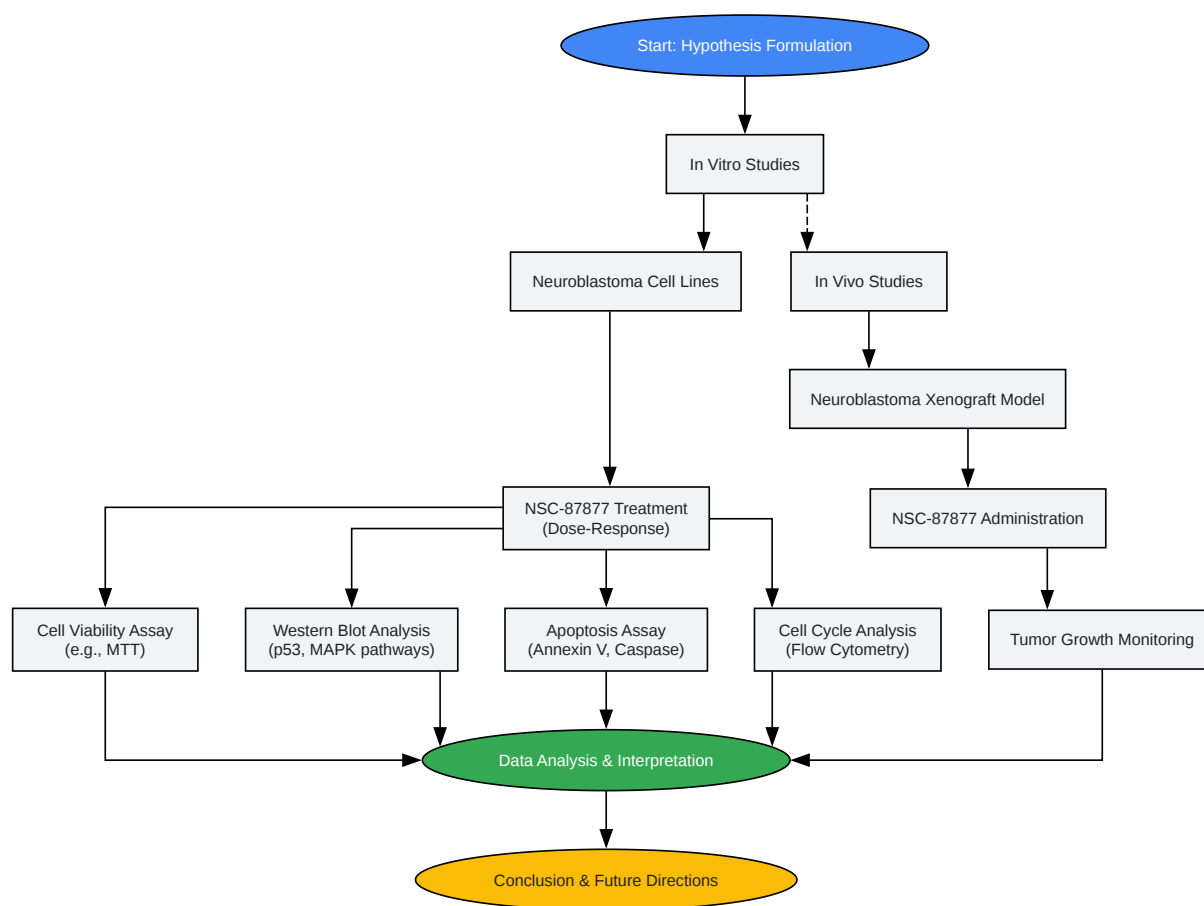 Start: Hypothesis Formulation
In Vitro Studies
Neuroblastoma Cell Lines
In Vivo Studies
Neuroblastoma Xenograft Model
NSC-87877 Treatment
(Dose-Response)
NSC-87877 Administration
Cell Viability Assay
(e.g., MTT)
Western Blot Analysis
(p53, MAPK pathways)
Apoptosis Assay
(Annexin V, Caspase)
Cell Cycle Analysis
(Flow Cytometry)
Tumor Growth Monitoring
Data Analysis & Interpretation
Conclusion & Future Directions